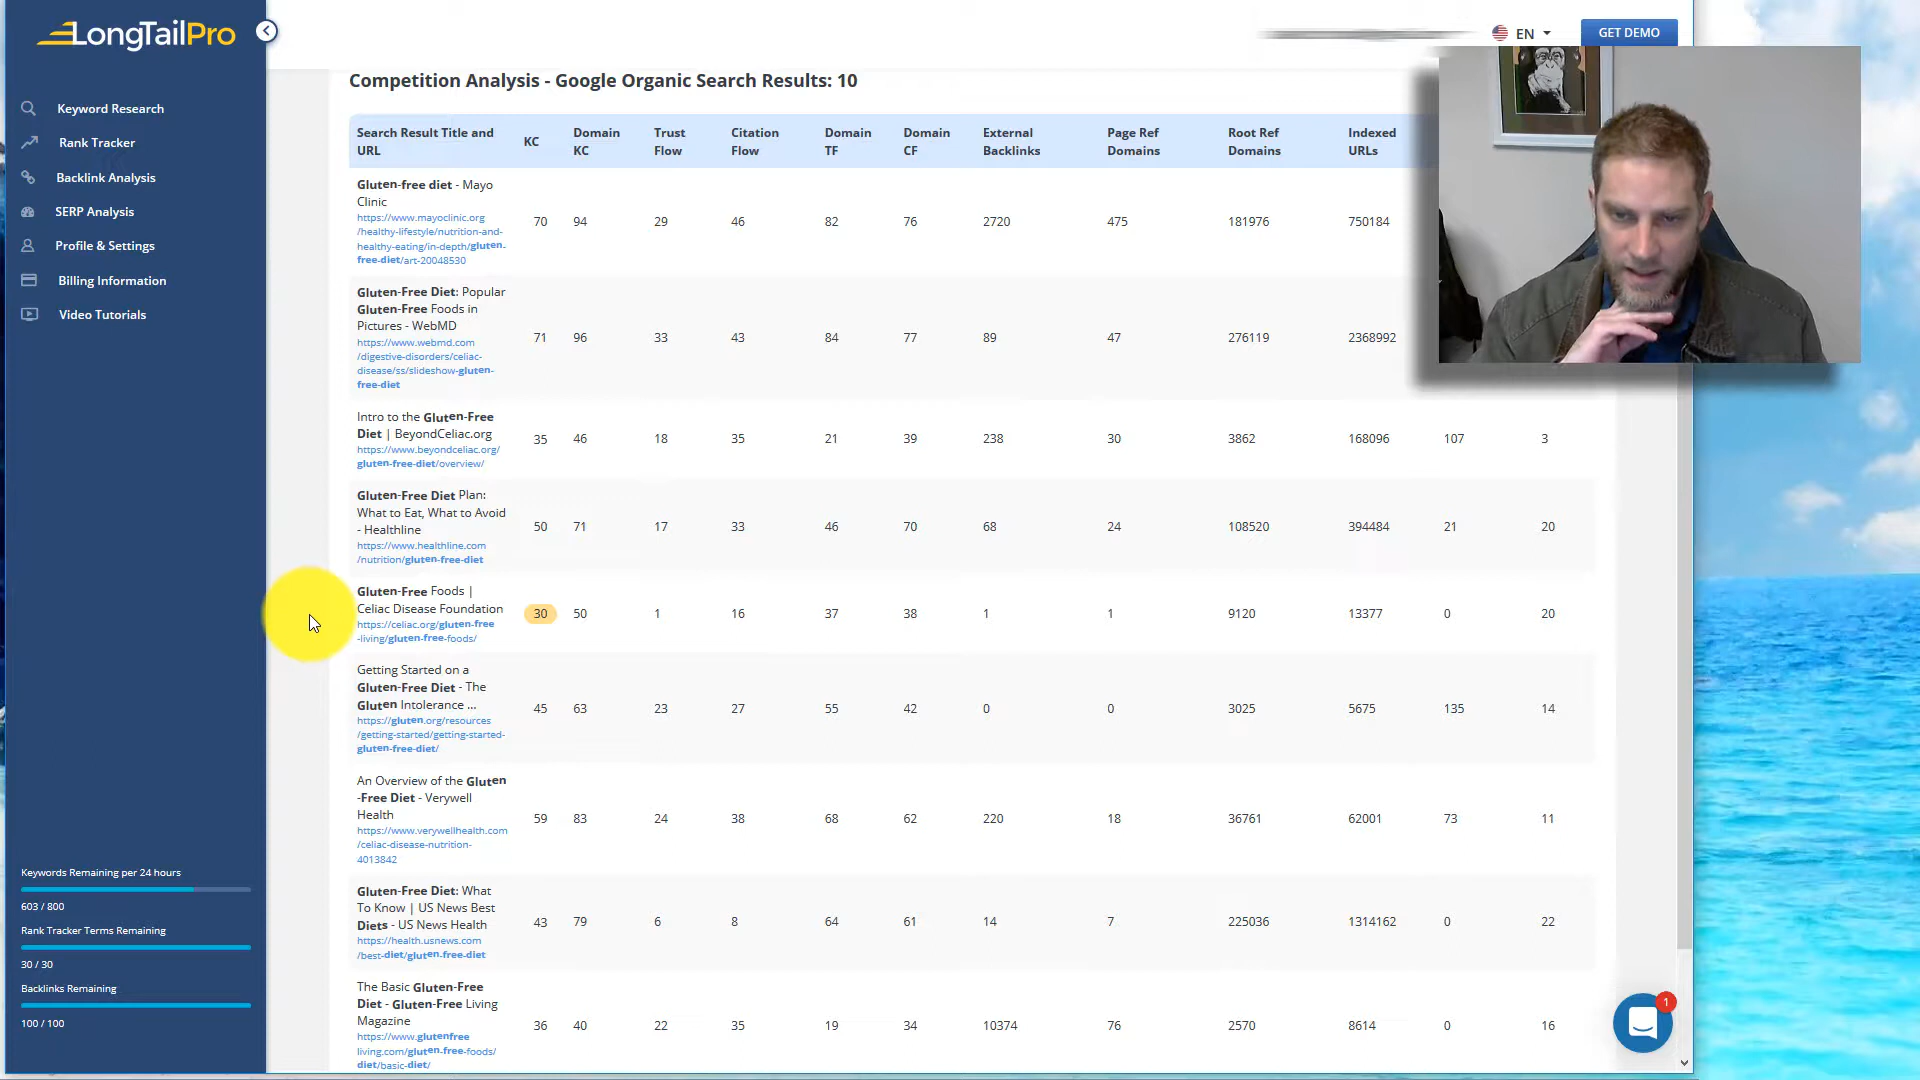 LongTailPro
EN
GET DEMO
Keyword Research
Rank Tracker
Backlink Analysis
SERP Analysis
Profile & Settings
Billing Information
Video Tutorials
Keywords Remaining per 24 hours
603 / 800
Rank Tracker Terms Remaining
30 / 30
Backlinks Remaining
100 / 100
Competition Analysis - Google Organic Search Results: 10
Search Result Title and
URL
KC
Domain
KC
Trust
Flow
Citation
Flow
Domain
TF
Domain
CF
External
Backlinks
Page Ref
Domains
Root Ref
Domains
Indexed
URLs
Gluten-free diet - Mayo
Clinic
https://www.mayoclinic.org
/healthy-lifestyle/nutrition-and-
healthy-eating/in-depth/gluten-
free-diet/art-20048530
70 94 29 46 82 76 2720 475 181976 750184
Gluten-Free Diet: Popular
Gluten-Free Foods in
Pictures - WebMD
https://www.webmd.com
/digestive-disorders/celiac-
disease/ss/slideshow-gluten-
free-diet
71 96 33 43 84 77 89 47 276119 2368992
Intro to the Gluten-Free
Diet | BeyondCeliac.org
https://www.beyondceliac.org/
gluten-free-diet/overview/
35 46 18 35 21 39 238 30 3862 168096 107 3
Gluten-Free Diet Plan:
What to Eat, What to Avoid
- Healthline
https://www.healthline.com
/nutrition/gluten-free-diet
50 71 17 33 46 70 68 24 108520 394484 21 20
Gluten-Free Foods |
Celiac Disease Foundation
https://celiac.org/gluten-free
-living/gluten-free-foods/
30 50 1 16 37 38 1 1 9120 13377 0 20
Getting Started on a
Gluten-Free Diet - The
Gluten Intolerance ...
https://gluten.org/resources
/getting-started/getting-started-
gluten-free-diet/
45 63 23 27 55 42 0 0 3025 5675 135 14
An Overview of the Gluten
-Free Diet - Verywell
Health
https://www.verywellhealth.com
/celiac-disease-nutrition-
4013842
59 83 24 38 68 62 220 18 36761 62001 73 11
Gluten-Free Diet: What
To Know | US News Best
Diets - US News Health
https://health.usnews.com
/best-diet/gluten-free-diet
43 79 6 8 64 61 14 7 225036 1314162 0 22
The Basic Gluten-Free
Diet - Gluten-Free Living
Magazine
https://www.glutenfree
living.com/gluten-free-foods/
diet/basic-diet/
36 40 22 35 19 34 10374 76 2570 8614 0 16
1